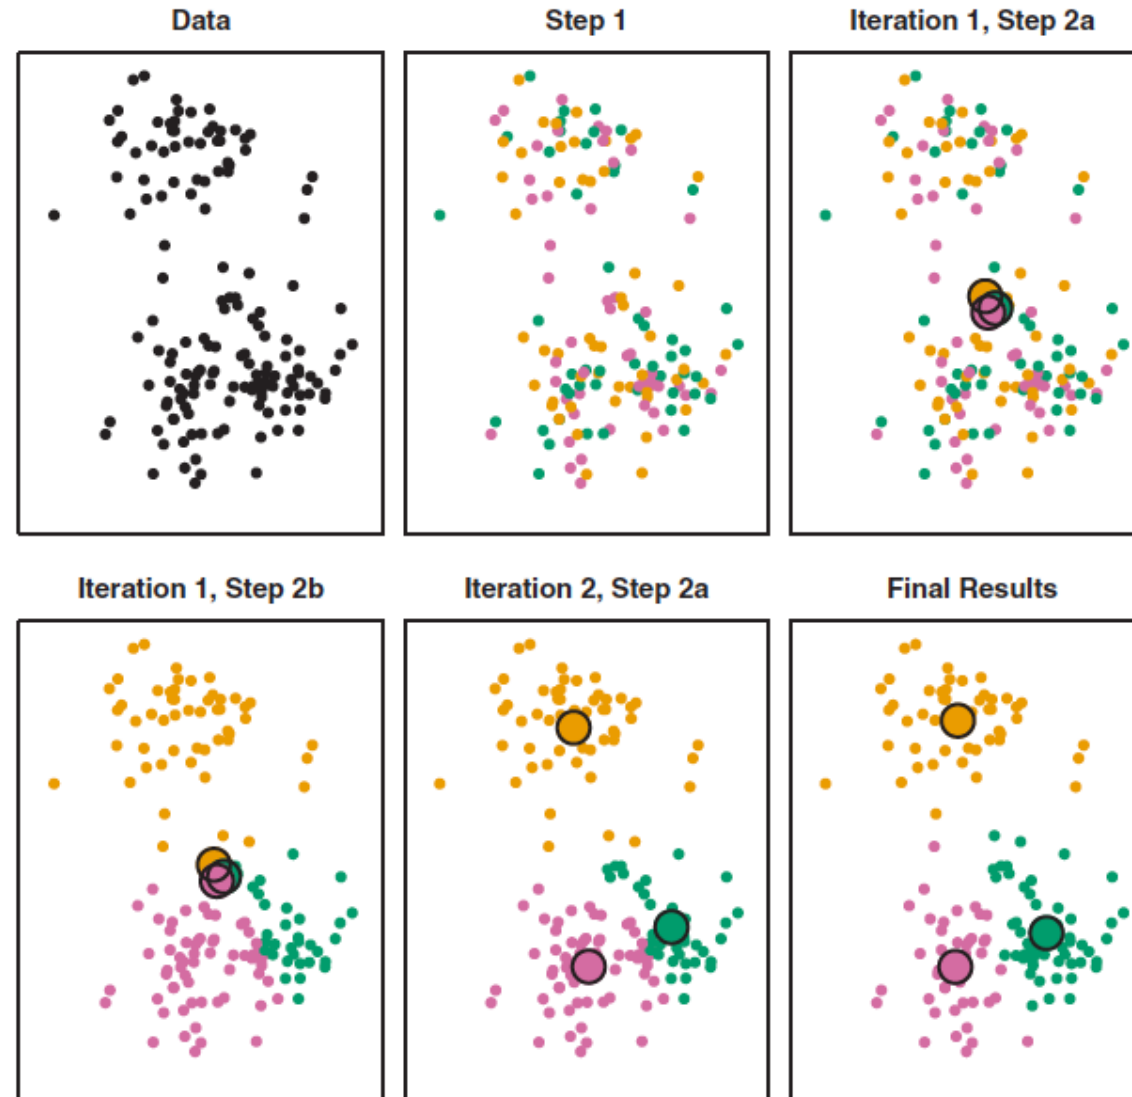 Data
Step 1
Iteration 1, Step 2a
Iteration 1, Step 2b
Iteration 2, Step 2a
Final Results